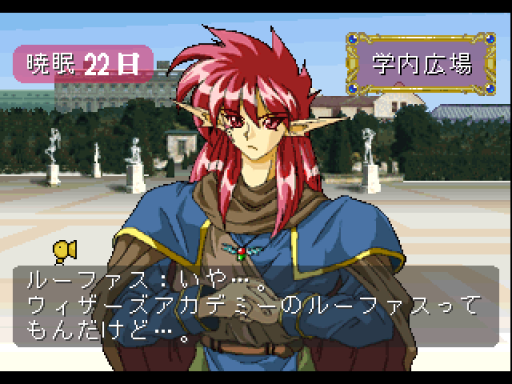 暁眠 22日
学内広場
ルーファス：いや…。
ウィザーズアカデミーのルーファスって
もんだけど…。